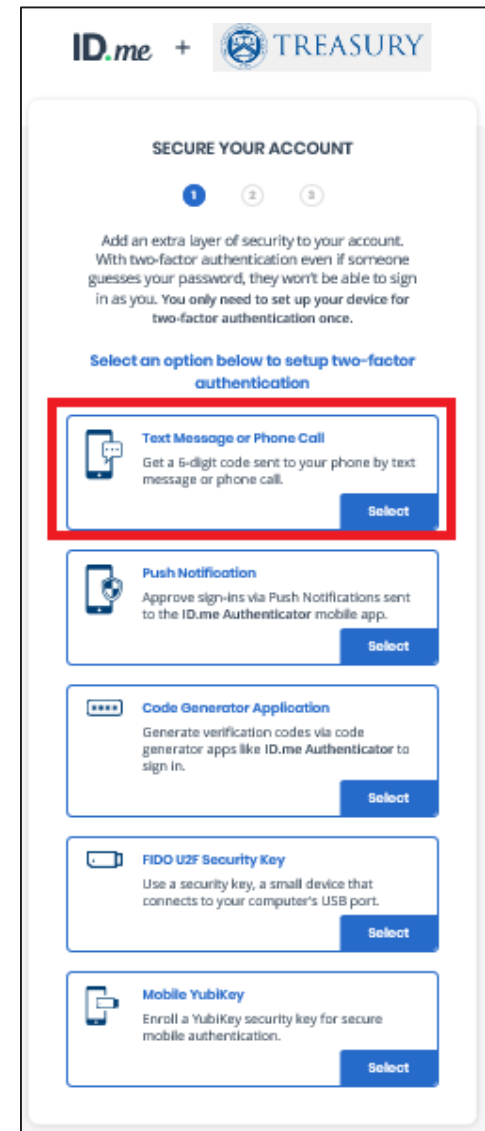 ID.me + TREASURY
SECURE YOUR ACCOUNT
1 2 3
Add an extra layer of security to your account.
With two-factor authentication even if someone
guesses your password, they won't be able to sign
in as you. You only need to set up your device for
two-factor authentication once.
Select an option below to setup two-factor
authentication
Text Message or Phone Call
Get a 6-digit code sent to your phone by text
message or phone call.
Select
Push Notification
Approve sign-ins via Push Notifications sent
to the ID.me Authenticator mobile app.
Select
Code Generator Application
Generate verification codes via code
generator apps like ID.me Authenticator to
sign in.
Select
FIDO U2F Security Key
Use a security key, a small device that
connects to your computer's USB port.
Select
Mobile YubiKey
Enroll a YubiKey security key for secure
mobile authentication.
Select